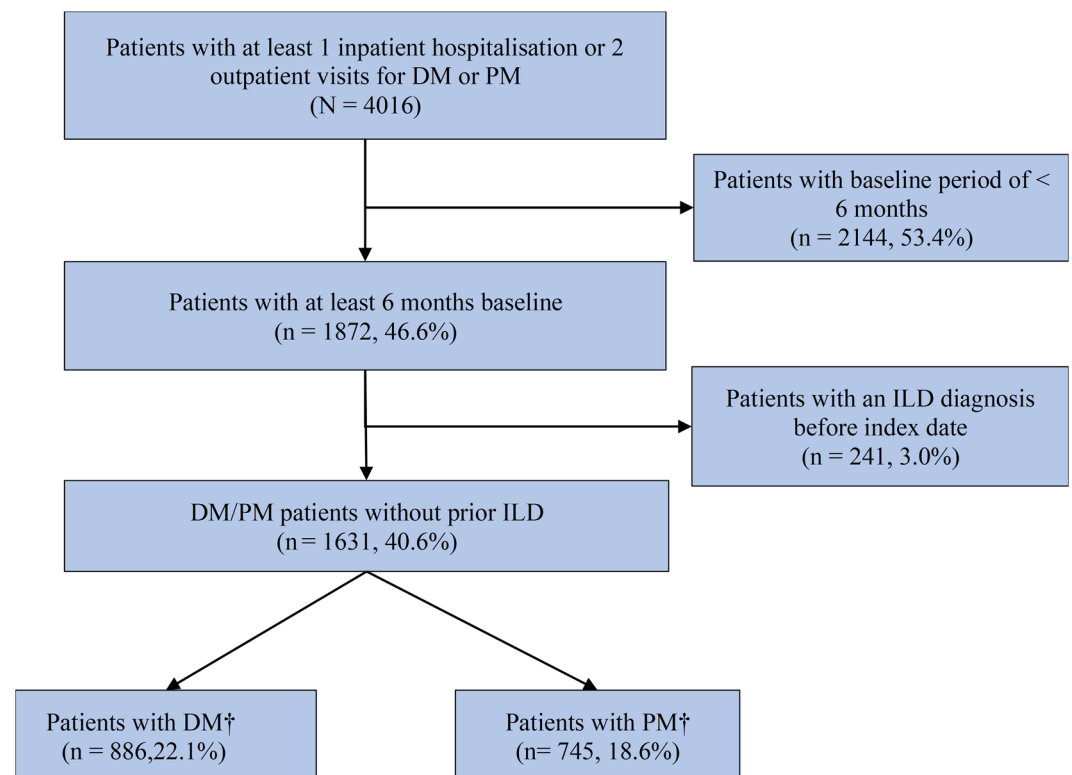 Patients with at least 1 inpatient hospitalisation or 2
outpatient visits for DM or PM
(N = 4016)
Patients with baseline period of <
6 months
(n = 2144, 53.4%)
Patients with at least 6 months baseline
(n = 1872, 46.6%)
Patients with an ILD diagnosis
before index date
(n = 241, 3.0%)
DM/PM patients without prior ILD
(n = 1631, 40.6%)
Patients with DM†
(n = 886,22.1%)
Patients with PM†
(n= 745, 18.6%)